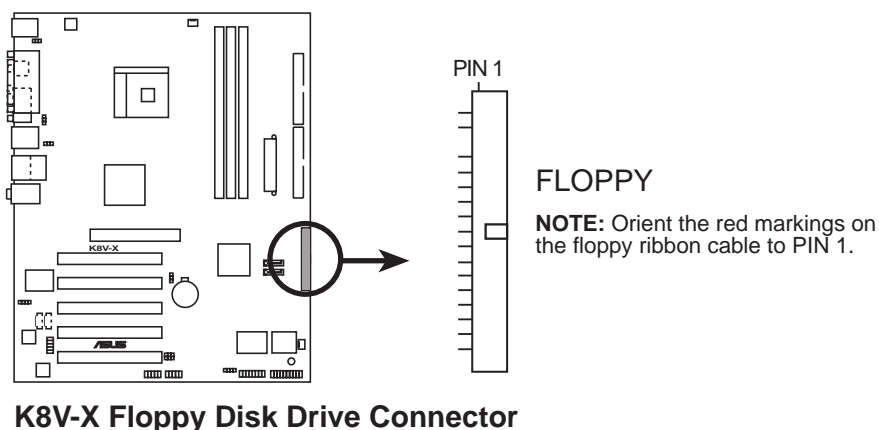 PIN 1
FLOPPY
NOTE: Orient the red markings on
the floppy ribbon cable to PIN 1.
K8V-X
ASUS
K8V-X Floppy Disk Drive Connector